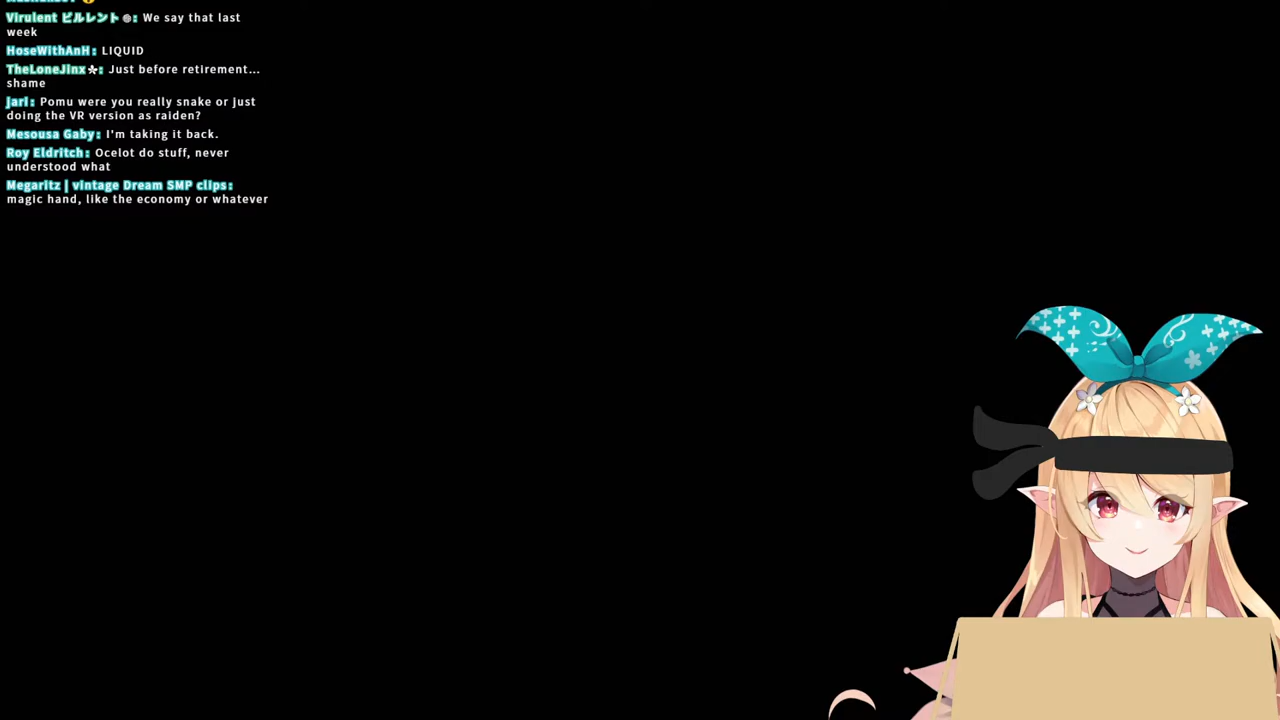 Virulent ビルレント: We say that last
week
HoseWithAnH: LIQUID
TheLoneJinx: Just before retirement...
shame
jari: Pomu were you really snake or just
doing the VR version as raiden?
Mesousa Gaby: I'm taking it back.
Roy Eldritch: Ocelot do stuff, never
understood what
Megaritz | vintage Dream SMP clips:
magic hand, like the economy or whatever